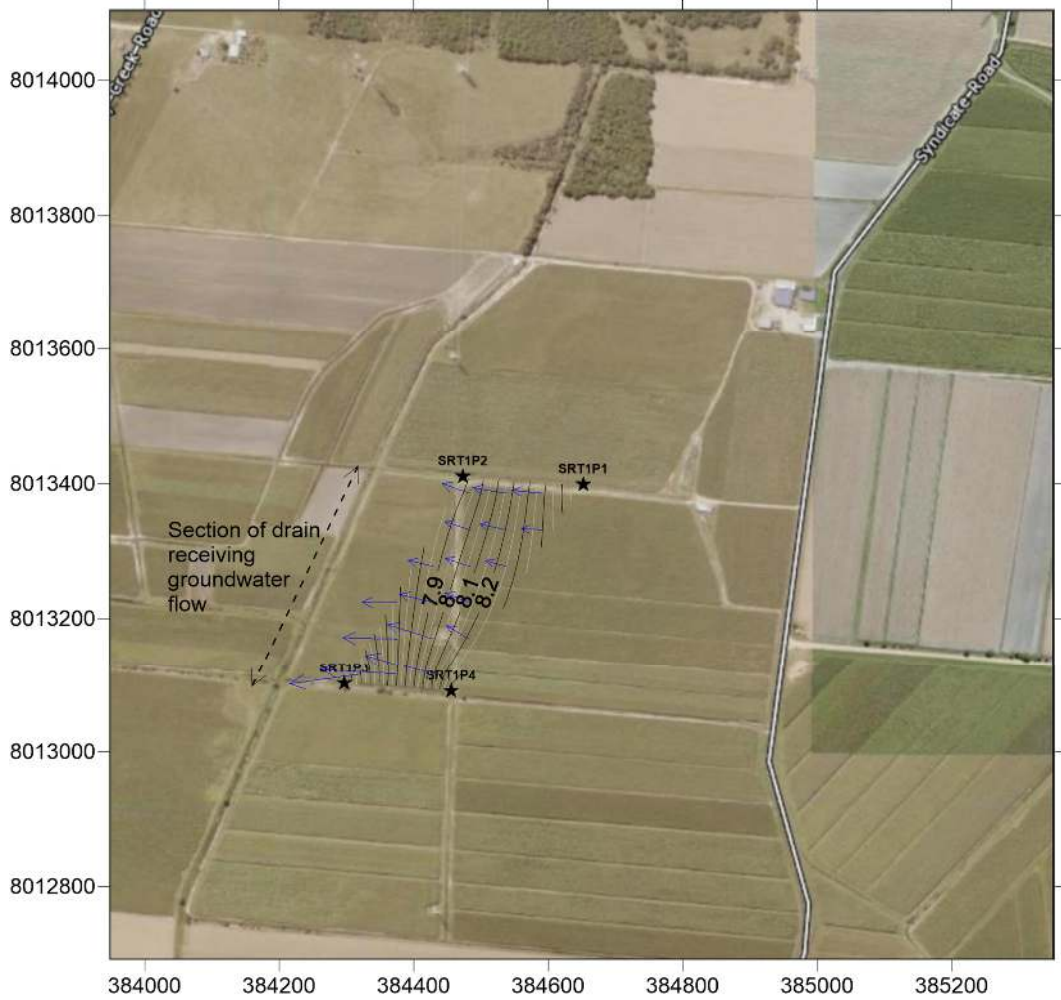 -Creek-Road
Syndicate-Road
8014000
8013800
8013600
8013400
8013200
8013000
8012800
SRT1P2
SRT1P1
Section of drain
receiving
groundwater
flow
7.9
8
8.1
8.2
SRT1P3
SRT1P4
384000 384200 384400 384600 384800 385000 385200